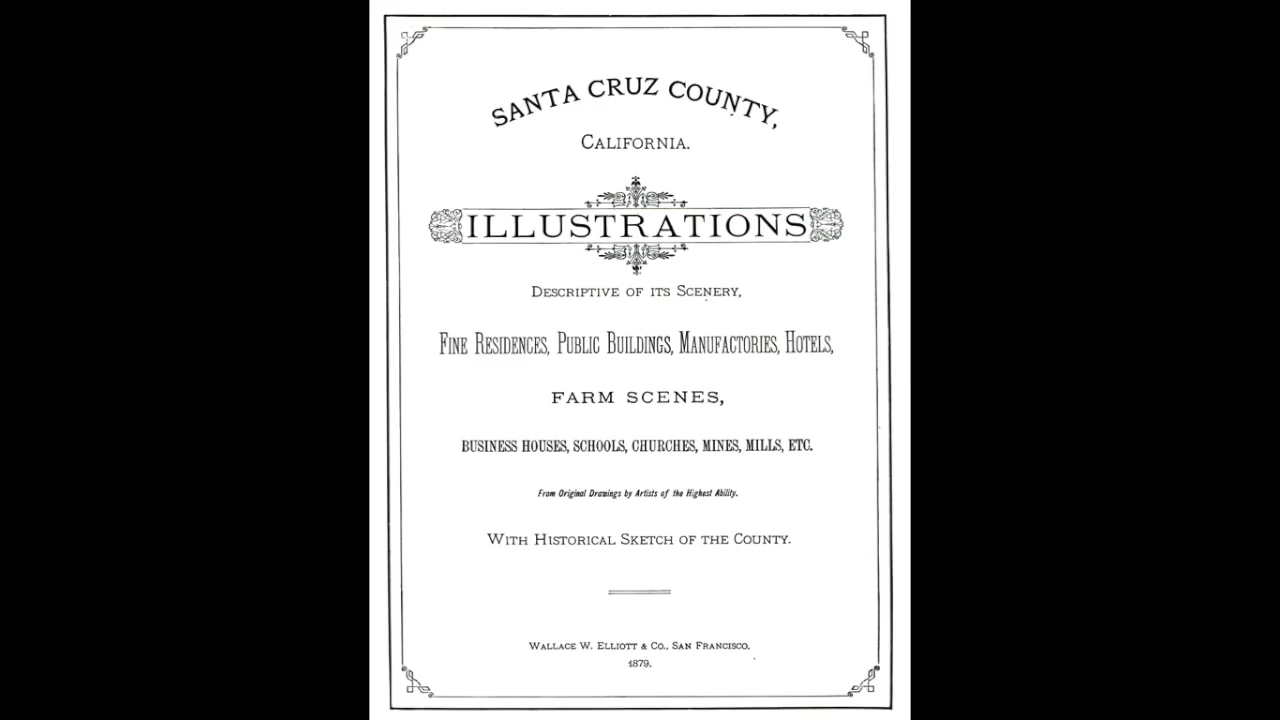 SANTA CRUZ COUNTY,
CALIFORNIA.
ILLUSTRATIONS
DESCRIPTIVE OF ITS SCENERY,
FINE RESIDENCES, PUBLIC BUILDINGS, MANUFACTORIES, HOTELS,
FARM SCENES,
BUSINESS HOUSES, SCHOOLS, CHURCHES, MINES, MILLS, ETC.
From Original Drawings by Artists of the Highest Ability.
WITH HISTORICAL SKETCH OF THE COUNTY.
WALLACE W. ELLIOTT & CO., SAN FRANCISCO.
1879.